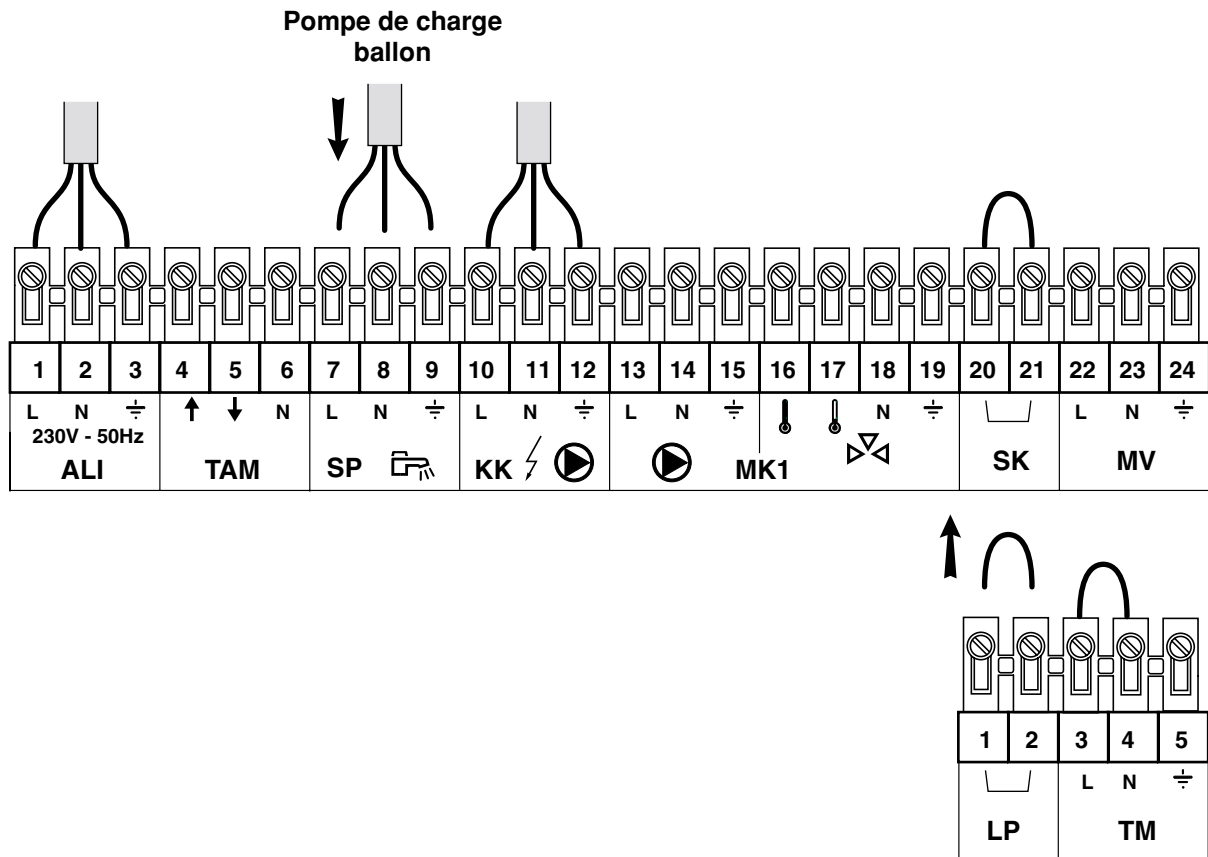 Pompe de charge
ballon
1 2 3 4 5 6 7 8 9 10 11 12 13 14 15 16 17 18 19 20 21 22 23 24
L N N L N L N L N N L N
230V - 50Hz
ALI TAM SP KK MK1 SK MV
1 2 3 4 5
L N
LP TM